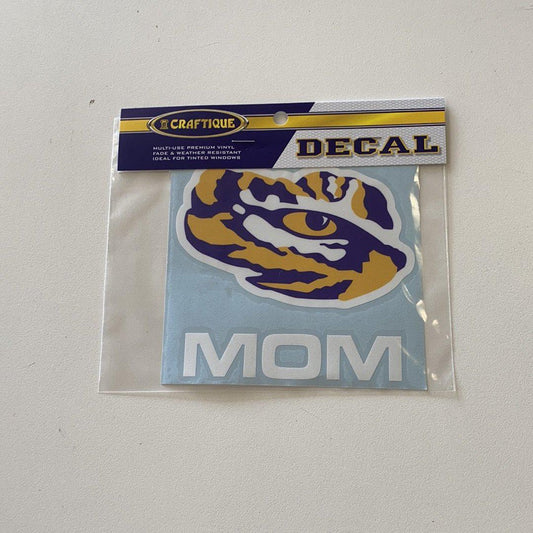 CRAFTIQUE
MULTI-USE PREMIUM VINYL
FADE & WEATHER RESISTANT
IDEAL FOR TINTED WINDOWS
DECAL
MOM